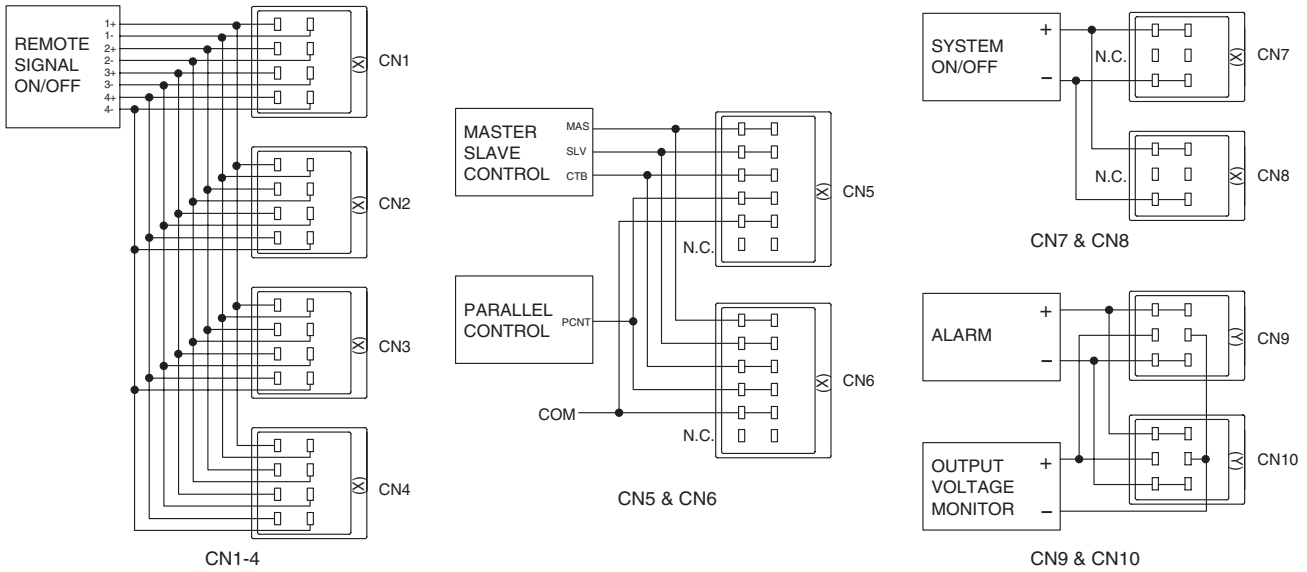 REMOTE
SIGNAL
ON/OFF
1+
1-
2+
2-
3+
3-
4+
4-
(X)
CN1
(X)
CN2
(X)
CN3
(X)
CN4
CN1-4
MASTER
SLAVE
CONTROL
MAS
SLV
CTB
N.C.
(X)
CN5
PARALLEL
CONTROL
PCNT
COM
N.C.
(X)
CN6
CN5 & CN6
SYSTEM
ON/OFF
+
−
N.C.
(X)
CN7
N.C.
(X)
CN8
CN7 & CN8
ALARM
+
−
(Y)
CN9
OUTPUT
VOLTAGE
MONITOR
+
−
(Y)
CN10
CN9 & CN10